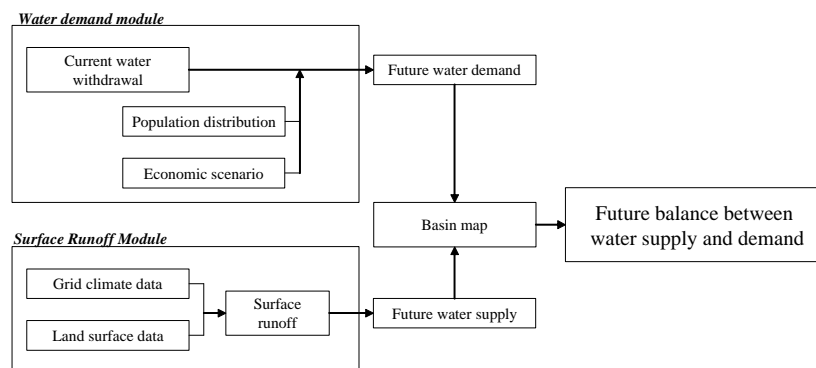 Water demand module
Current water
withdrawal
Future water demand
Population distribution
Economic scenario
Basin map
Future balance between
water supply and demand
Surface Runoff Module
Grid climate data
Surface
runoff
Future water supply
Land surface data